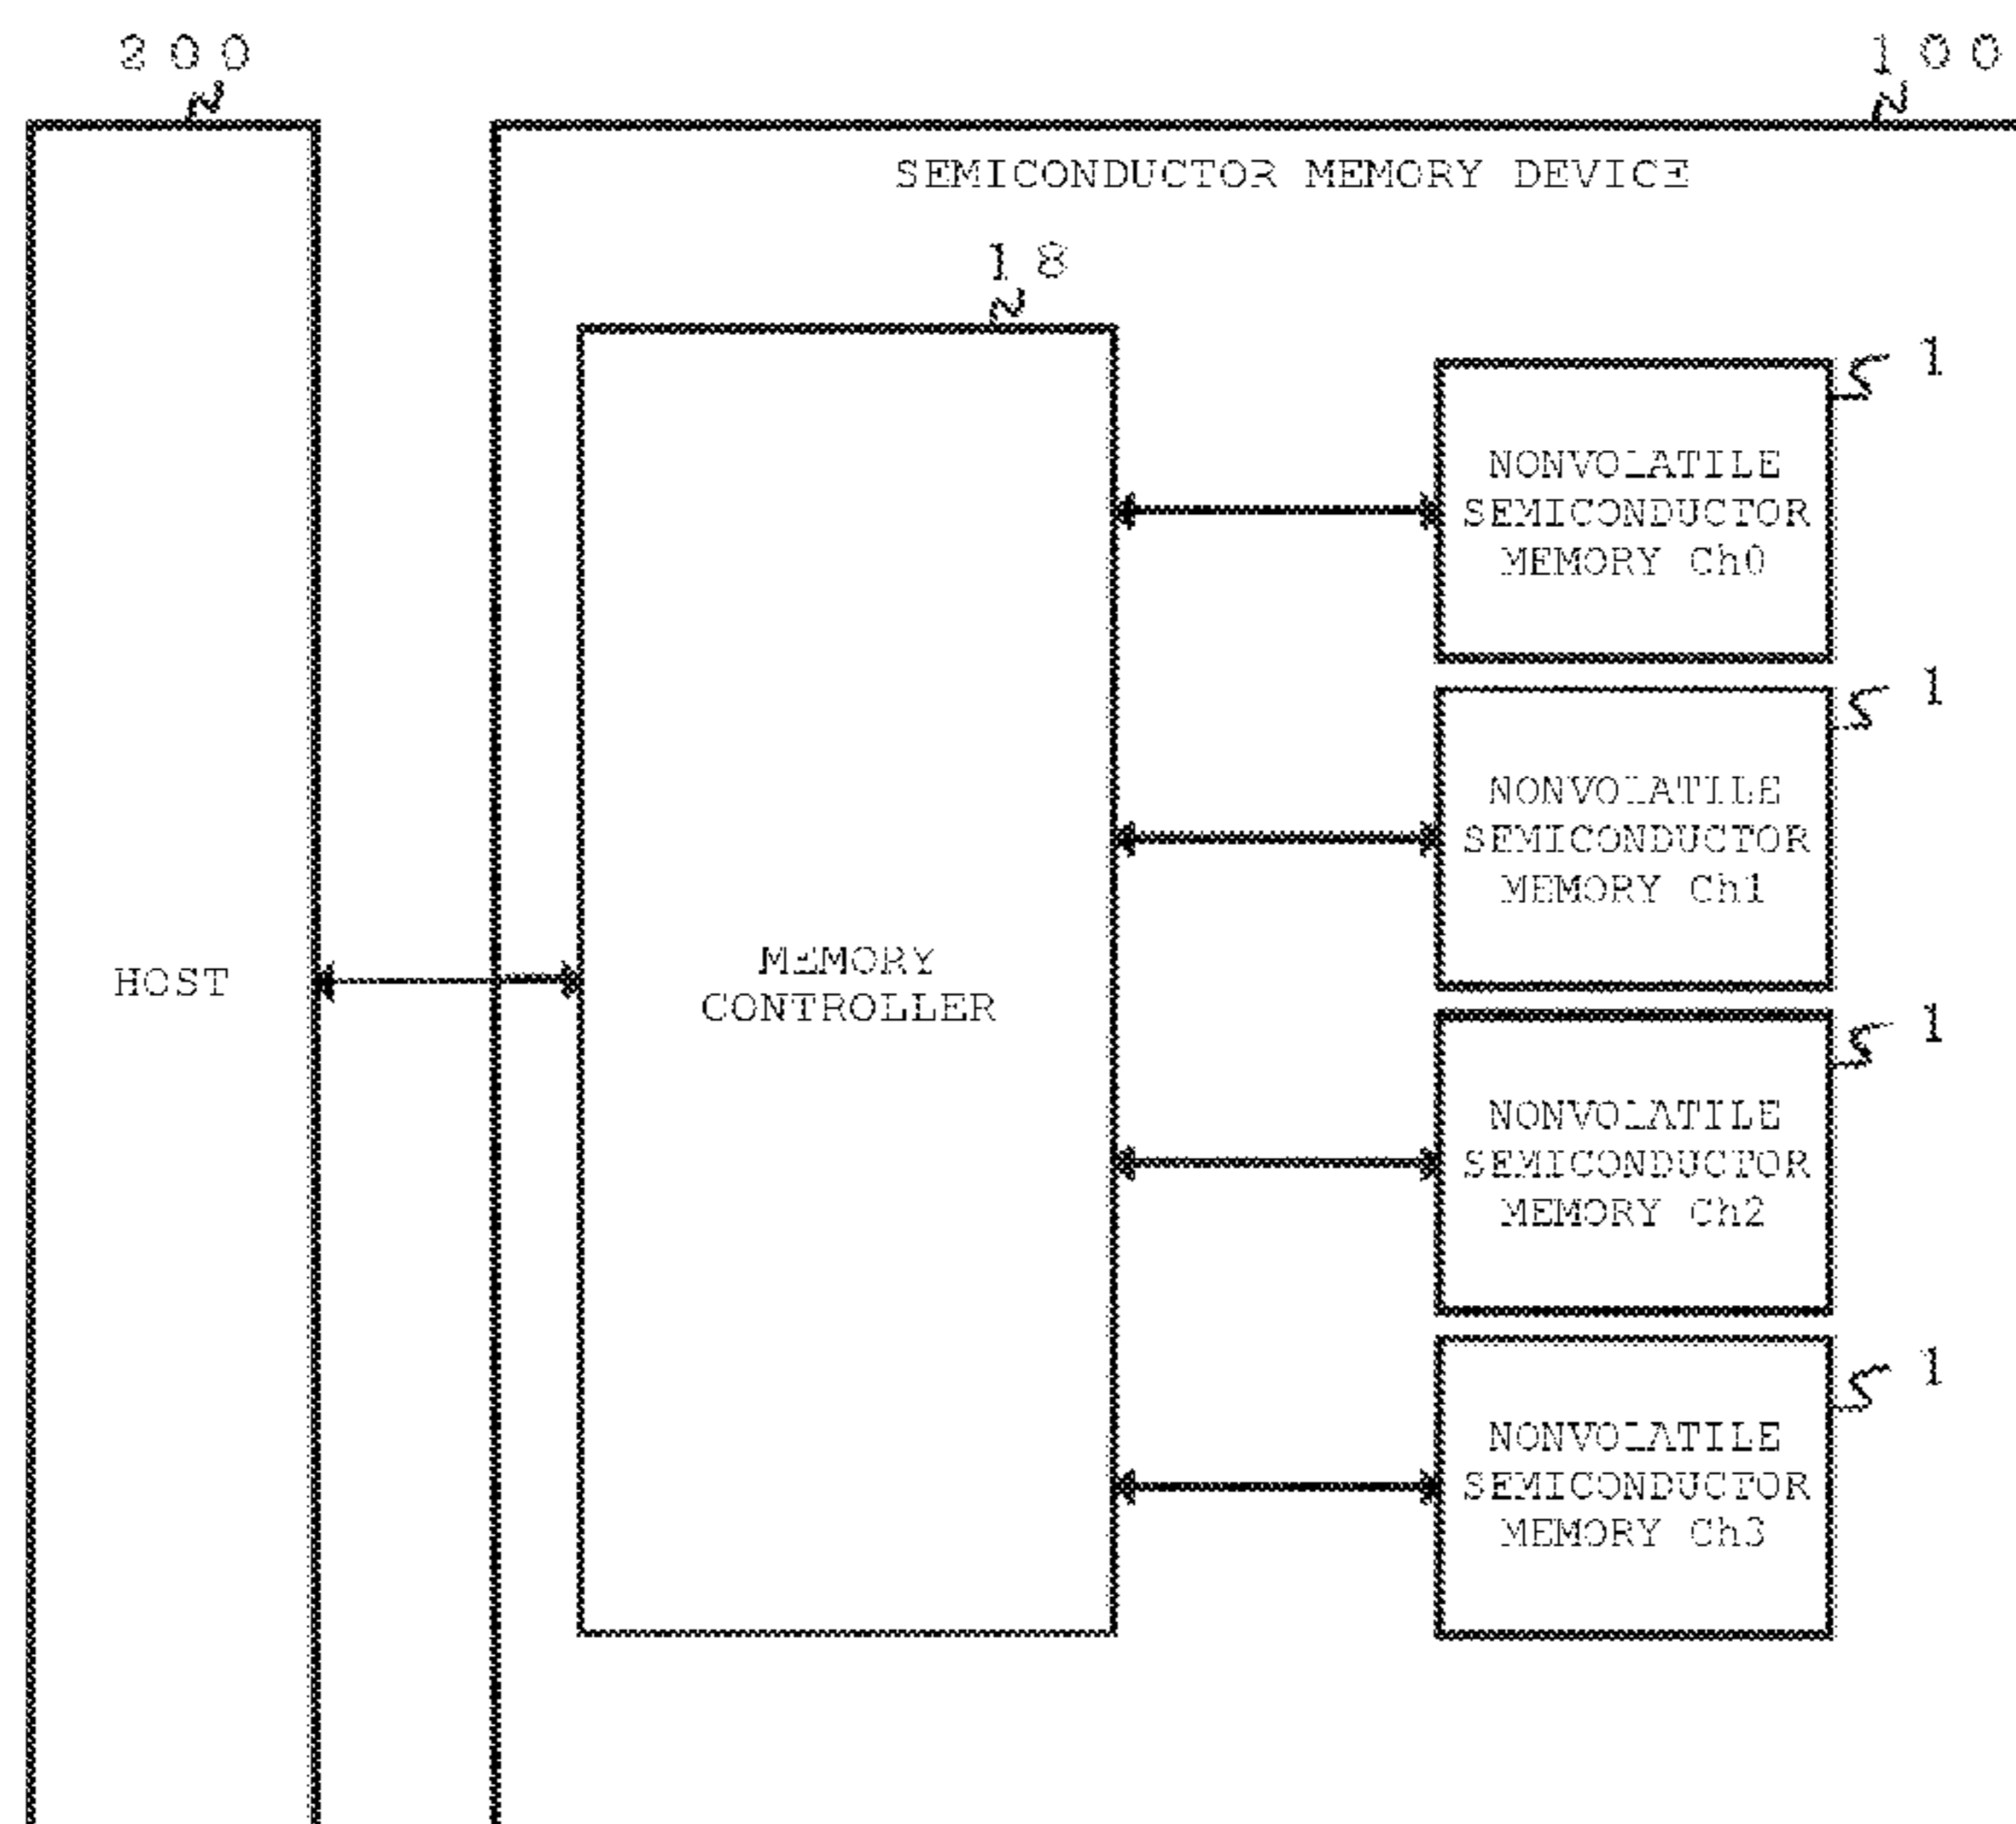 200
100
SEMICONDUCTOR MEMORY DEVICE
18
1
NONVOLATILE
SEMICONDUCTOR
MEMORY Ch0
1
NONVOLATILE
SEMICONDUCTOR
MEMORY Ch1
HOST
MEMORY
CONTROLLER
1
NONVOLATILE
SEMICONDUCTOR
MEMORY Ch2
1
NONVOLATILE
SEMICONDUCTOR
MEMORY Ch3